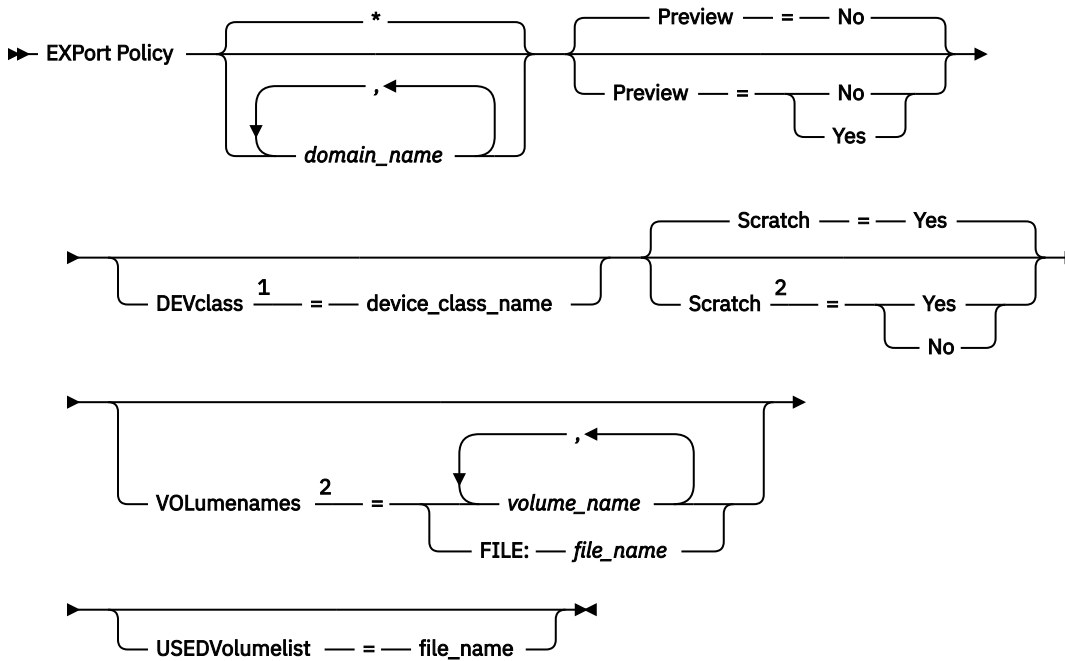 *
Preview = No
EXPort Policy
,
Preview = No
Yes
domain_name
Scratch = Yes
DEVclass 1 = device_class_name
Scratch 2 = Yes
No
,
VOLumenames 2 = volume_name
FILE: file_name
USEDVolumelist = file_name